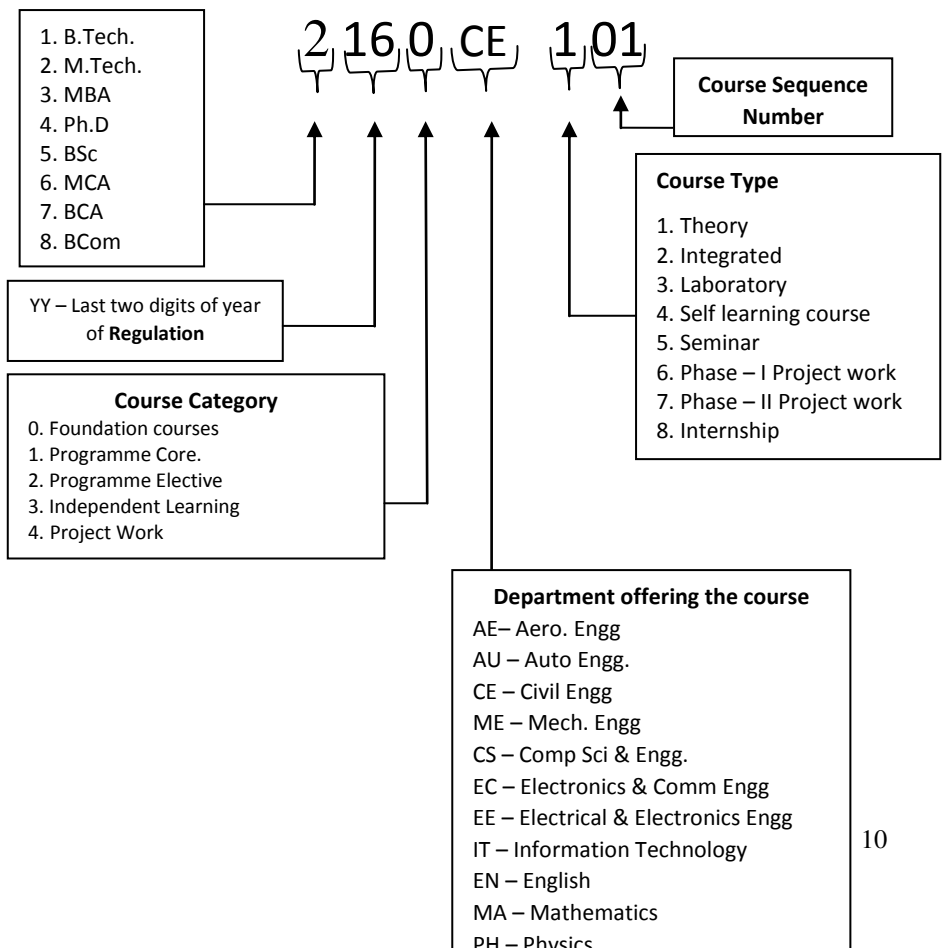 2 16 0 CE 1 01
1. B.Tech.
2. M.Tech.
3. MBA
4. Ph.D
5. BSc
6. MCA
7. BCA
8. BCom
Course Sequence
Number
Course Type
1. Theory
2. Integrated
3. Laboratory
4. Self learning course
5. Seminar
6. Phase – I Project work
7. Phase – II Project work
8. Internship
YY – Last two digits of year
of Regulation
Course Category
0. Foundation courses
1. Programme Core.
2. Programme Elective
3. Independent Learning
4. Project Work
Department offering the course
AE– Aero. Engg
AU – Auto Engg.
CE – Civil Engg
ME – Mech. Engg
CS – Comp Sci & Engg.
EC – Electronics & Comm Engg
EE – Electrical & Electronics Engg
IT – Information Technology
EN – English
MA – Mathematics
PH – Physics
10